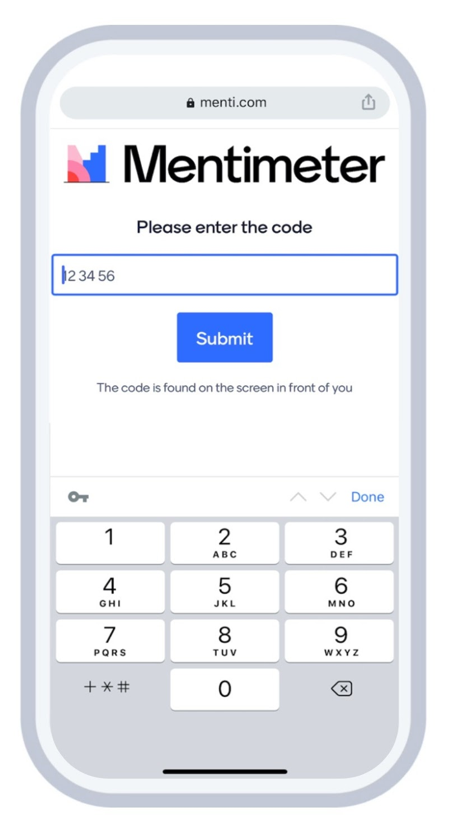 menti.com
Mentimeter
Please enter the code
12 34 56
Submit
The code is found on the screen in front of you
Done
1 2 3
ABC DEF
4 5 6
GHI JKL MNO
7 8 9
PQRS TUV WXYZ
+*# 0